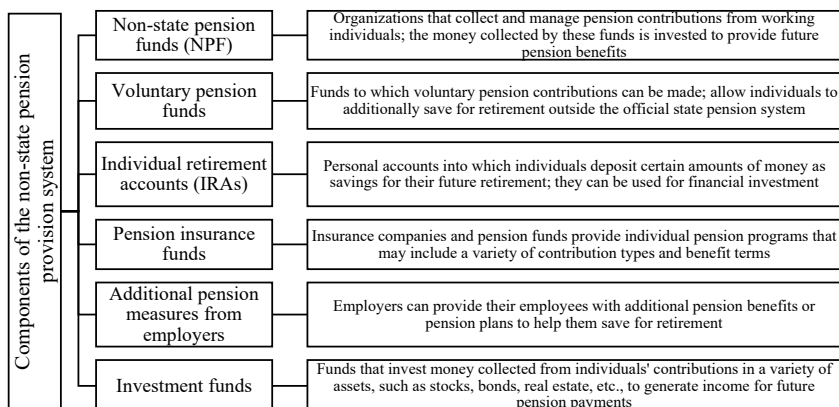 Components of the non-state pension
provision system
Non-state pension
funds (NPF)
Organizations that collect and manage pension contributions from working
individuals; the money collected by these funds is invested to provide future
pension benefits
Voluntary pension
funds
Funds to which voluntary pension contributions can be made; allow individuals to
additionally save for retirement outside the official state pension system
Individual retirement
accounts (IRAs)
Personal accounts into which individuals deposit certain amounts of money as
savings for their future retirement; they can be used for financial investment
Pension insurance
funds
Insurance companies and pension funds provide individual pension programs that
may include a variety of contribution types and benefit terms
Additional pension
measures from
employers
Employers can provide their employees with additional pension benefits or
pension plans to help them save for retirement
Investment funds
Funds that invest money collected from individuals' contributions in a variety of
assets, such as stocks, bonds, real estate, etc., to generate income for future
pension payments